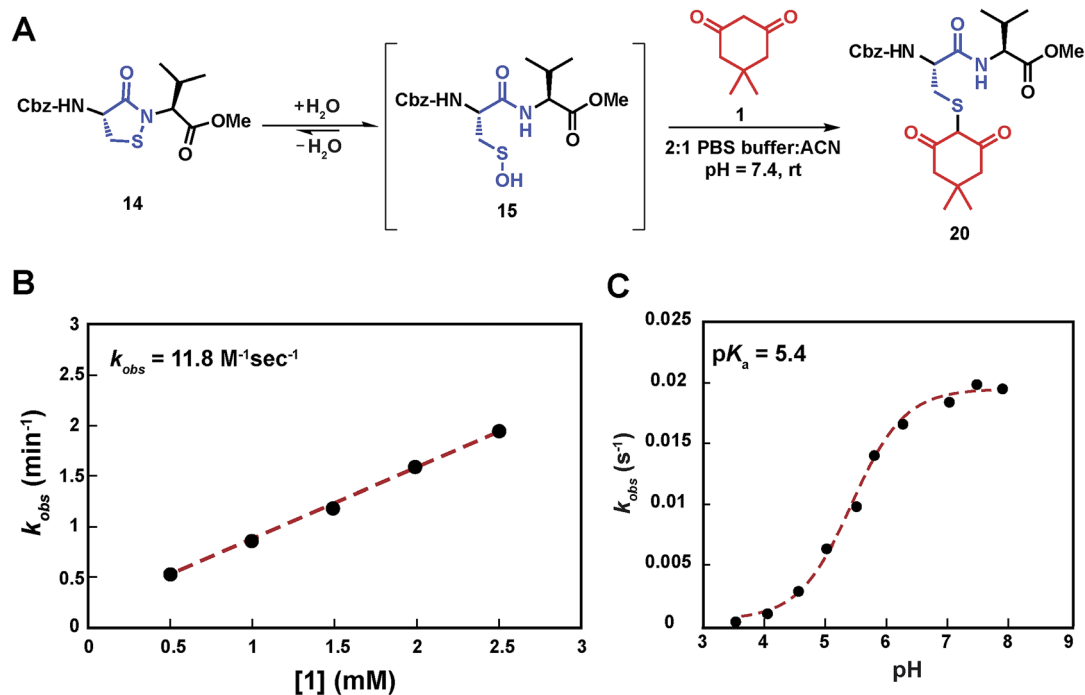 A
O
Cbz-HN
N
S
OMe
O
14
+H₂O
−H₂O
O
Cbz-HN
N
H
OMe
O
S
OH
15
O O
1
2:1 PBS buffer:ACN
pH = 7.4, rt
O
Cbz-HN
N
H
OMe
O
S
O O
20
B
k_obs = 11.8 M⁻¹sec⁻¹
k_obs (min⁻¹)
3
2.5
2
1.5
1
0.5
0
0 0.5 1 1.5 2 2.5 3
[1] (mM)
C
pKₐ = 5.4
k_obs (s⁻¹)
0.025
0.02
0.015
0.01
0.005
0
3 4 5 6 7 8 9
pH